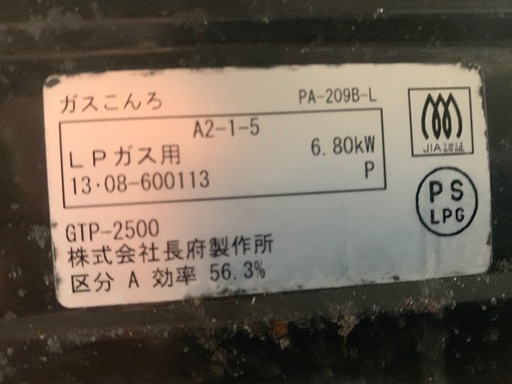 ガスこんろ PA-209B-L
A2-1-5
LPガス用 6.80kW
13·08-600113 P
JIA認証
PS
LPG
GTP-2500
株式会社長府製作所
区分 A 効率 56.3%